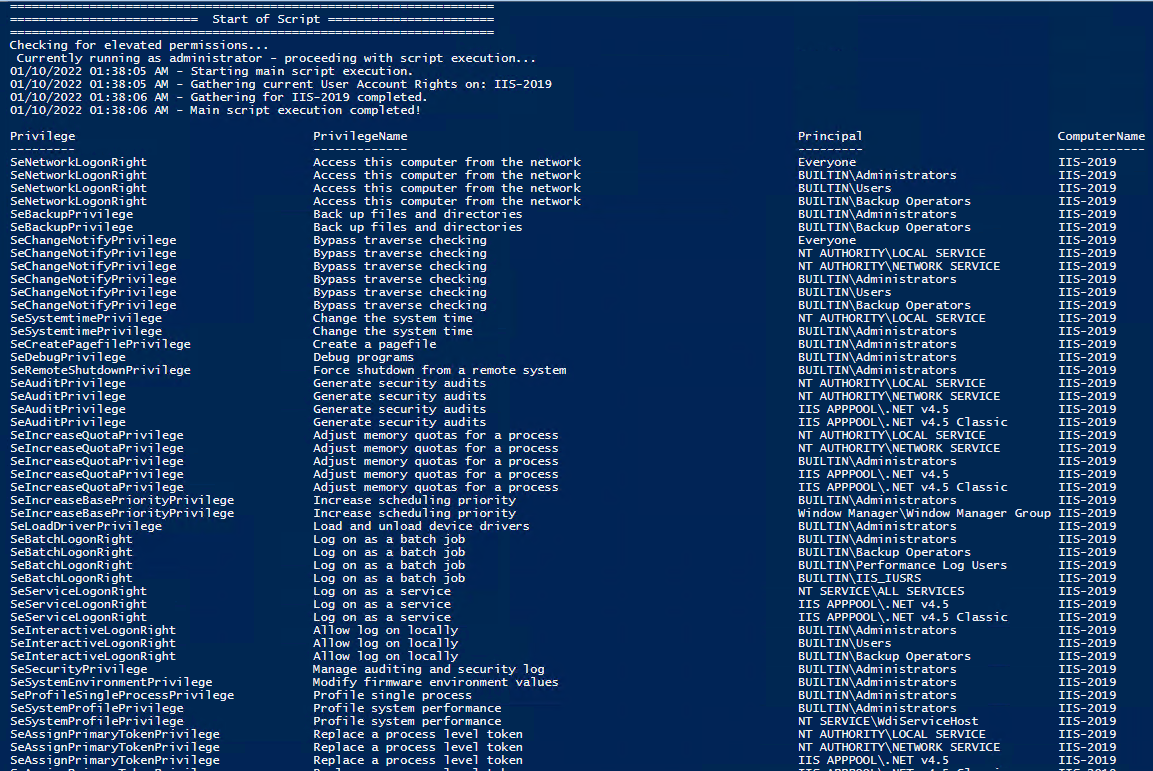 ===================================================================
========================== Start of Script =======================
===================================================================
Checking for elevated permissions...
Currently running as administrator - proceeding with script execution...
01/10/2022 01:38:05 AM - Starting main script execution.
01/10/2022 01:38:05 AM - Gathering current User Account Rights on: IIS-2019
01/10/2022 01:38:06 AM - Gathering for IIS-2019 completed.
01/10/2022 01:38:06 AM - Main script execution completed!
Privilege PrivilegeName Principal ComputerName
--------- ------------- --------- ------------
SeNetworkLogonRight Access this computer from the network Everyone IIS-2019
SeNetworkLogonRight Access this computer from the network BUILTIN\Administrators IIS-2019
SeNetworkLogonRight Access this computer from the network BUILTIN\Users IIS-2019
SeNetworkLogonRight Access this computer from the network BUILTIN\Backup Operators IIS-2019
SeBackupPrivilege Back up files and directories BUILTIN\Administrators IIS-2019
SeBackupPrivilege Back up files and directories BUILTIN\Backup Operators IIS-2019
SeChangeNotifyPrivilege Bypass traverse checking Everyone IIS-2019
SeChangeNotifyPrivilege Bypass traverse checking NT AUTHORITY\LOCAL SERVICE IIS-2019
SeChangeNotifyPrivilege Bypass traverse checking NT AUTHORITY\NETWORK SERVICE IIS-2019
SeChangeNotifyPrivilege Bypass traverse checking BUILTIN\Administrators IIS-2019
SeChangeNotifyPrivilege Bypass traverse checking BUILTIN\Users IIS-2019
SeChangeNotifyPrivilege Bypass traverse checking BUILTIN\Backup Operators IIS-2019
SeSystemtimePrivilege Change the system time NT AUTHORITY\LOCAL SERVICE IIS-2019
SeSystemtimePrivilege Change the system time BUILTIN\Administrators IIS-2019
SeCreatePagefilePrivilege Create a pagefile BUILTIN\Administrators IIS-2019
SeDebugPrivilege Debug programs BUILTIN\Administrators IIS-2019
SeRemoteShutdownPrivilege Force shutdown from a remote system BUILTIN\Administrators IIS-2019
SeAuditPrivilege Generate security audits NT AUTHORITY\LOCAL SERVICE IIS-2019
SeAuditPrivilege Generate security audits NT AUTHORITY\NETWORK SERVICE IIS-2019
SeAuditPrivilege Generate security audits IIS APPPOOL\.NET v4.5 IIS-2019
SeAuditPrivilege Generate security audits IIS APPPOOL\.NET v4.5 Classic IIS-2019
SeIncreaseQuotaPrivilege Adjust memory quotas for a process NT AUTHORITY\LOCAL SERVICE IIS-2019
SeIncreaseQuotaPrivilege Adjust memory quotas for a process NT AUTHORITY\NETWORK SERVICE IIS-2019
SeIncreaseQuotaPrivilege Adjust memory quotas for a process BUILTIN\Administrators IIS-2019
SeIncreaseQuotaPrivilege Adjust memory quotas for a process IIS APPPOOL\.NET v4.5 IIS-2019
SeIncreaseQuotaPrivilege Adjust memory quotas for a process IIS APPPOOL\.NET v4.5 Classic IIS-2019
SeIncreaseBasePriorityPrivilege Increase scheduling priority BUILTIN\Administrators IIS-2019
SeIncreaseBasePriorityPrivilege Increase scheduling priority Window Manager\Window Manager Group IIS-2019
SeLoadDriverPrivilege Load and unload device drivers BUILTIN\Administrators IIS-2019
SeBatchLogonRight Log on as a batch job BUILTIN\Administrators IIS-2019
SeBatchLogonRight Log on as a batch job BUILTIN\Backup Operators IIS-2019
SeBatchLogonRight Log on as a batch job BUILTIN\Performance Log Users IIS-2019
SeBatchLogonRight Log on as a batch job BUILTIN\IIS_IUSRS IIS-2019
SeServiceLogonRight Log on as a service NT SERVICE\ALL SERVICES IIS-2019
SeServiceLogonRight Log on as a service IIS APPPOOL\.NET v4.5 IIS-2019
SeServiceLogonRight Log on as a service IIS APPPOOL\.NET v4.5 Classic IIS-2019
SeInteractiveLogonRight Allow log on locally BUILTIN\Administrators IIS-2019
SeInteractiveLogonRight Allow log on locally BUILTIN\Users IIS-2019
SeInteractiveLogonRight Allow log on locally BUILTIN\Backup Operators IIS-2019
SeSecurityPrivilege Manage auditing and security log BUILTIN\Administrators IIS-2019
SeSystemEnvironmentPrivilege Modify firmware environment values BUILTIN\Administrators IIS-2019
SeProfileSingleProcessPrivilege Profile single process BUILTIN\Administrators IIS-2019
SeSystemProfilePrivilege Profile system performance BUILTIN\Administrators IIS-2019
SeSystemProfilePrivilege Profile system performance NT SERVICE\WdiServiceHost IIS-2019
SeAssignPrimaryTokenPrivilege Replace a process level token NT AUTHORITY\LOCAL SERVICE IIS-2019
SeAssignPrimaryTokenPrivilege Replace a process level token NT AUTHORITY\NETWORK SERVICE IIS-2019
SeAssignPrimaryTokenPrivilege Replace a process level token IIS APPPOOL\.NET v4.5 IIS-2019